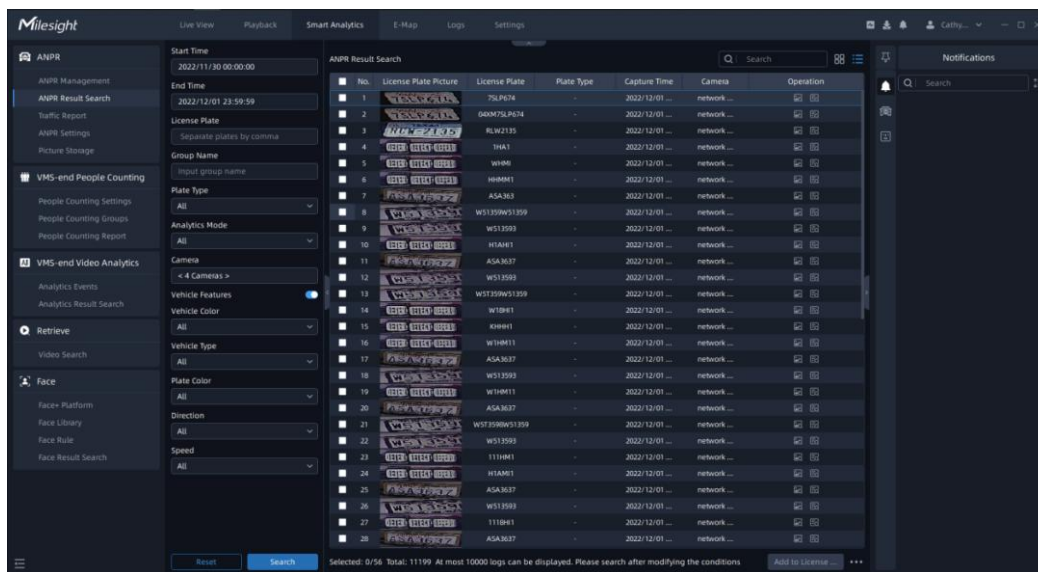 Milesight
Live View Playback Smart Analytics E-Map Logs Settings Cathy...
ANPR
ANPR Management
ANPR Result Search
Traffic Report
ANPR Settings
Picture Storage
VMS-end People Counting
People Counting Settings
People Counting Groups
People Counting Report
VMS-end Video Analytics
Analytics Events
Analytics Result Search
Retrieve
Video Search
Face
Face+ Platform
Face Library
Face Rule
Face Result Search
Start Time
2022/11/30 00:00:00
End Time
2022/12/01 23:59:59
License Plate
Separate plates by comma
Group Name
Input group name
Plate Type
All
Analytics Mode
All
Camera
< 4 Cameras >
Vehicle Features
Vehicle Color
All
Vehicle Type
All
Plate Color
All
Direction
All
Speed
All
Reset Search
ANPR Result Search Search
No. License Plate Picture License Plate Plate Type Capture Time Camera Operation
1 7SLP674 - 2022/12/01 ... network ...
2 04XM7SLP674 - 2022/12/01 ... network ...
3 RLW2135 - 2022/12/01 ... network ...
4 1HA1 - 2022/12/01 ... network ...
5 WHMI - 2022/12/01 ... network ...
6 HHMM1 - 2022/12/01 ... network ...
7 ASA363 - 2022/12/01 ... network ...
8 W51359W51359 - 2022/12/01 ... network ...
9 W513593 - 2022/12/01 ... network ...
10 H1AHI1 - 2022/12/01 ... network ...
11 ASA3637 - 2022/12/01 ... network ...
12 W513593 - 2022/12/01 ... network ...
13 WST359W51359 - 2022/12/01 ... network ...
14 W18HI1 - 2022/12/01 ... network ...
15 KHHH1 - 2022/12/01 ... network ...
16 W1HM11 - 2022/12/01 ... network ...
17 ASA3637 - 2022/12/01 ... network ...
18 W513593 - 2022/12/01 ... network ...
19 W1HM11 - 2022/12/01 ... network ...
20 ASA3637 - 2022/12/01 ... network ...
21 WST3598W51359 - 2022/12/01 ... network ...
22 W513593 - 2022/12/01 ... network ...
23 111HM1 - 2022/12/01 ... network ...
24 H1AMI1 - 2022/12/01 ... network ...
25 ASA3637 - 2022/12/01 ... network ...
26 W513593 - 2022/12/01 ... network ...
27 1118HI1 - 2022/12/01 ... network ...
28 ASA3637 - 2022/12/01 ... network ...
Selected: 0/56 Total: 11199 At most 10000 logs can be displayed. Please search after modifying the conditions Add to License ...
Notifications
Search